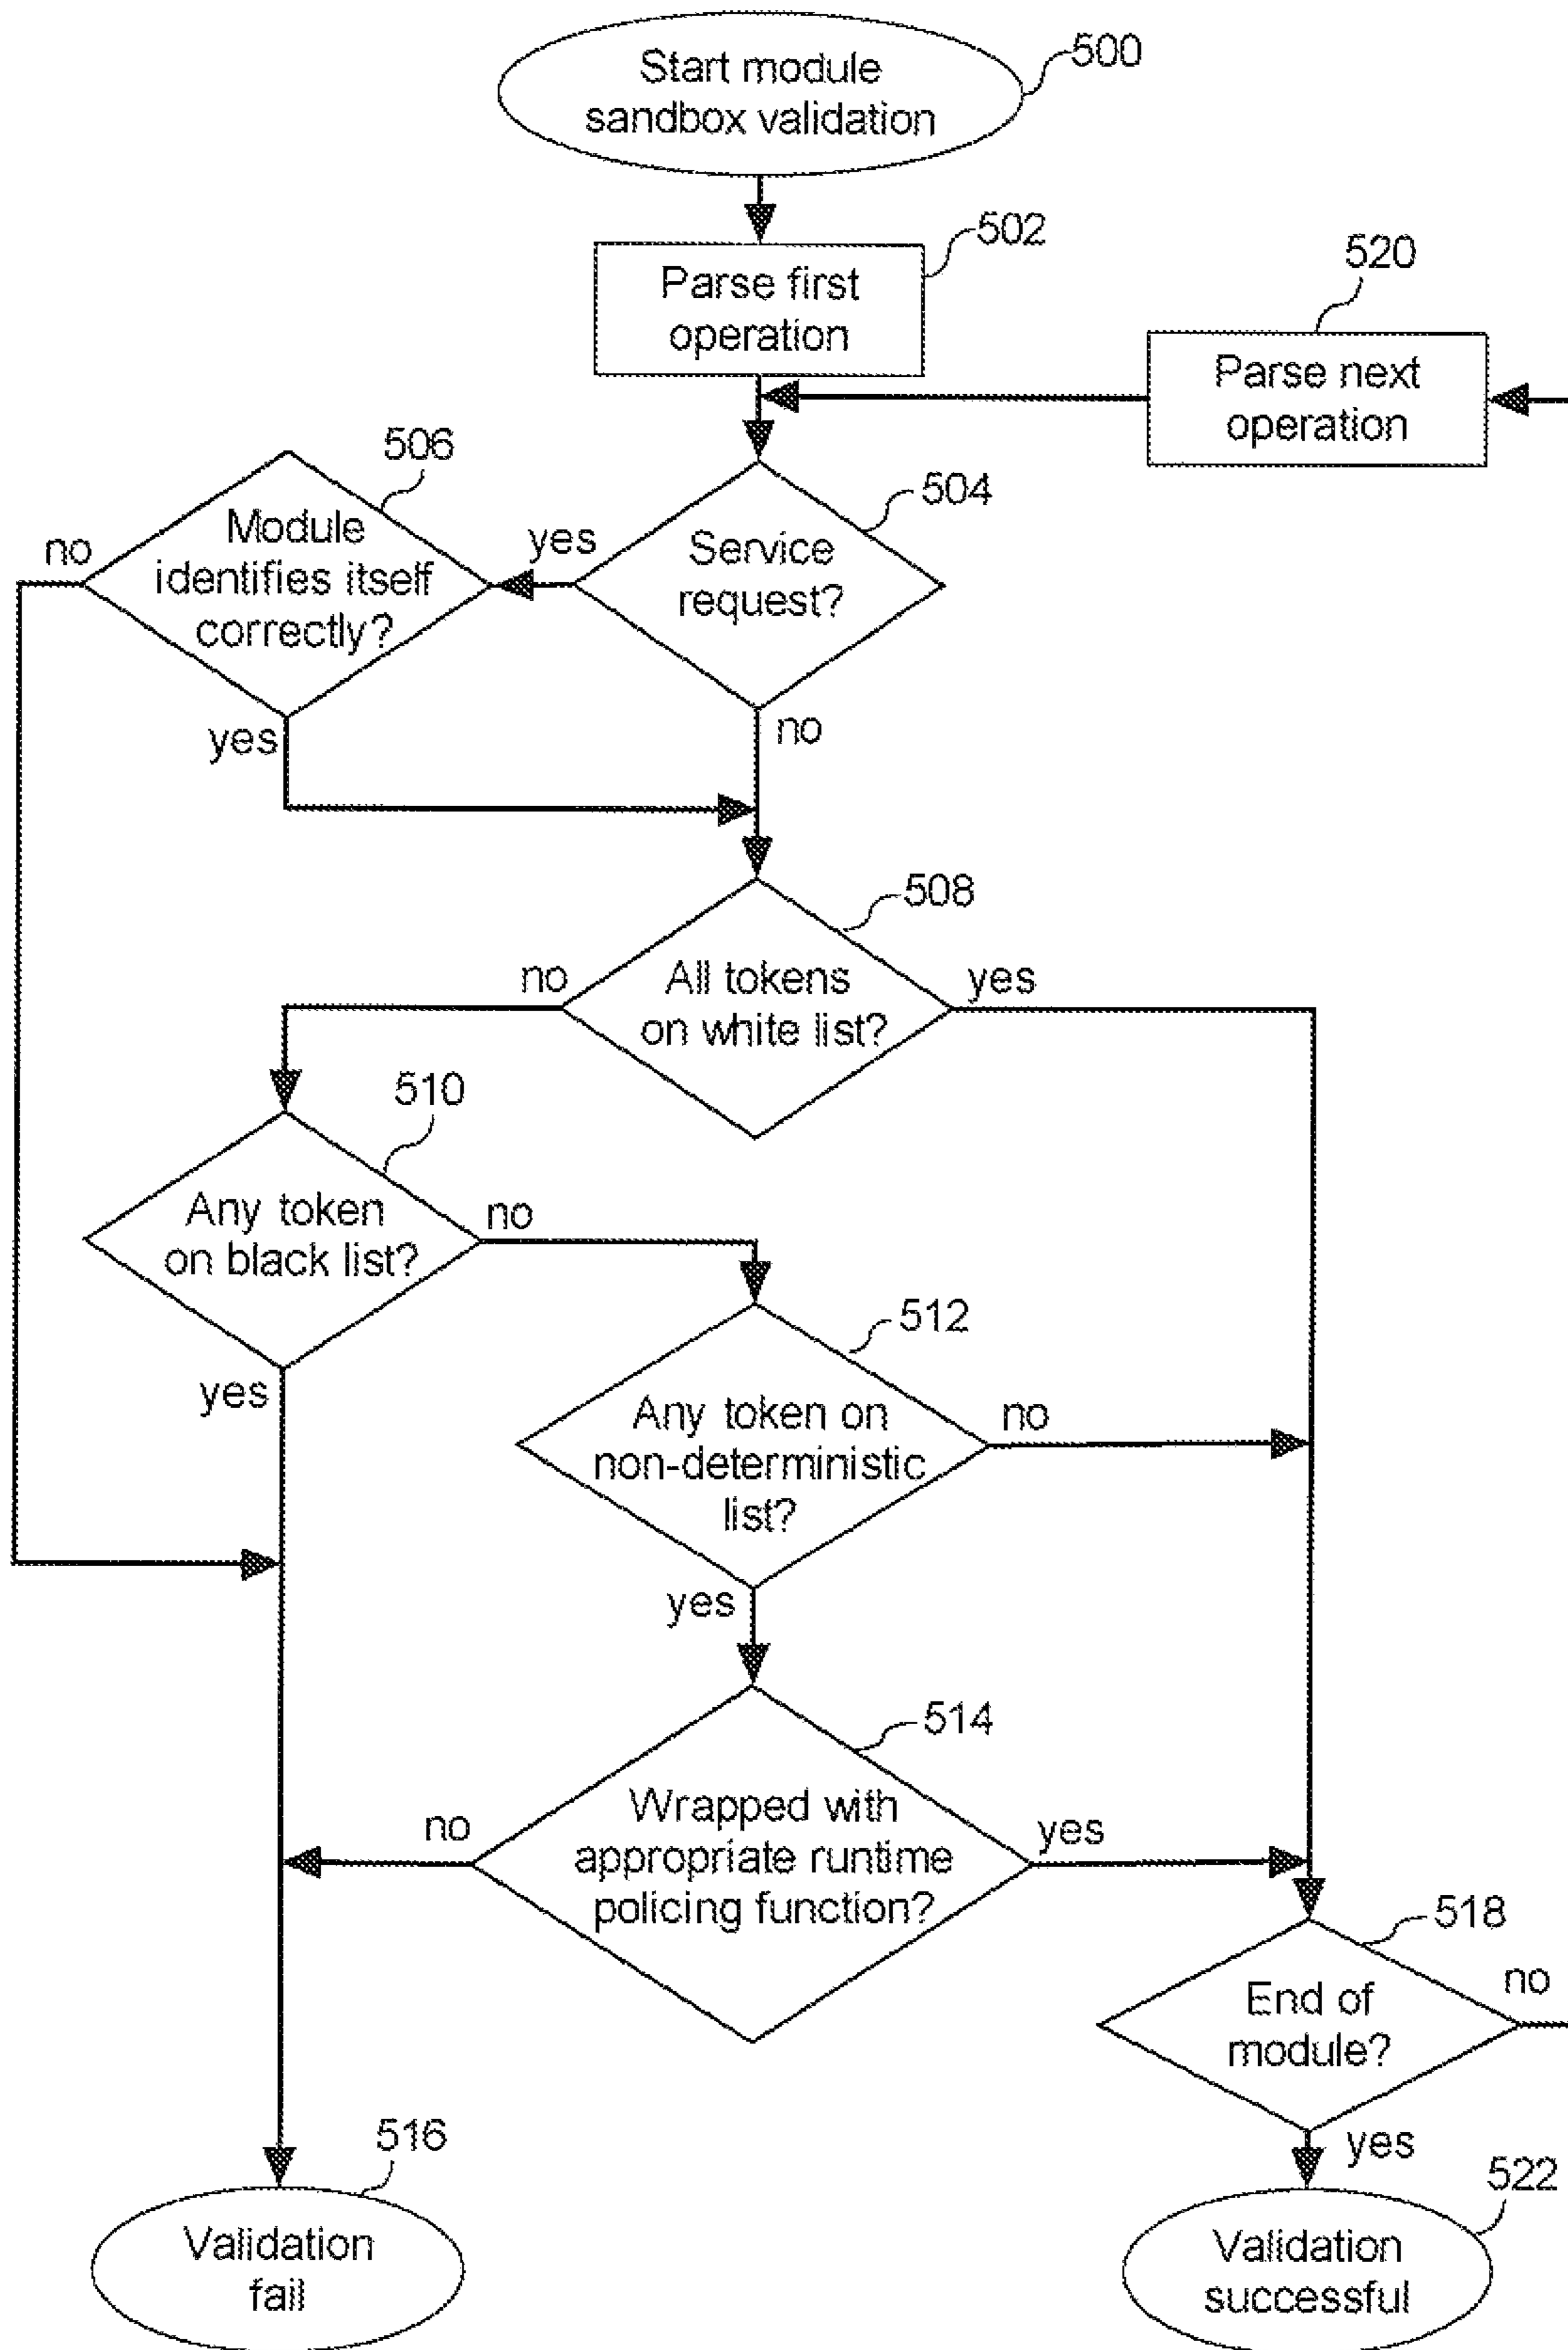 Start module
sandbox validation
500
Parse first
operation
502
520
Parse next
operation
506
Module
identifies itself
correctly?
no
yes
yes
504
Service
request?
no
508
All tokens
on white list?
no
yes
510
Any token
on black list?
no
yes
512
Any token on
non-deterministic
list?
no
yes
514
Wrapped with
appropriate runtime
policing function?
no
yes
518
End of
module?
no
yes
516
Validation
fail
522
Validation
successful